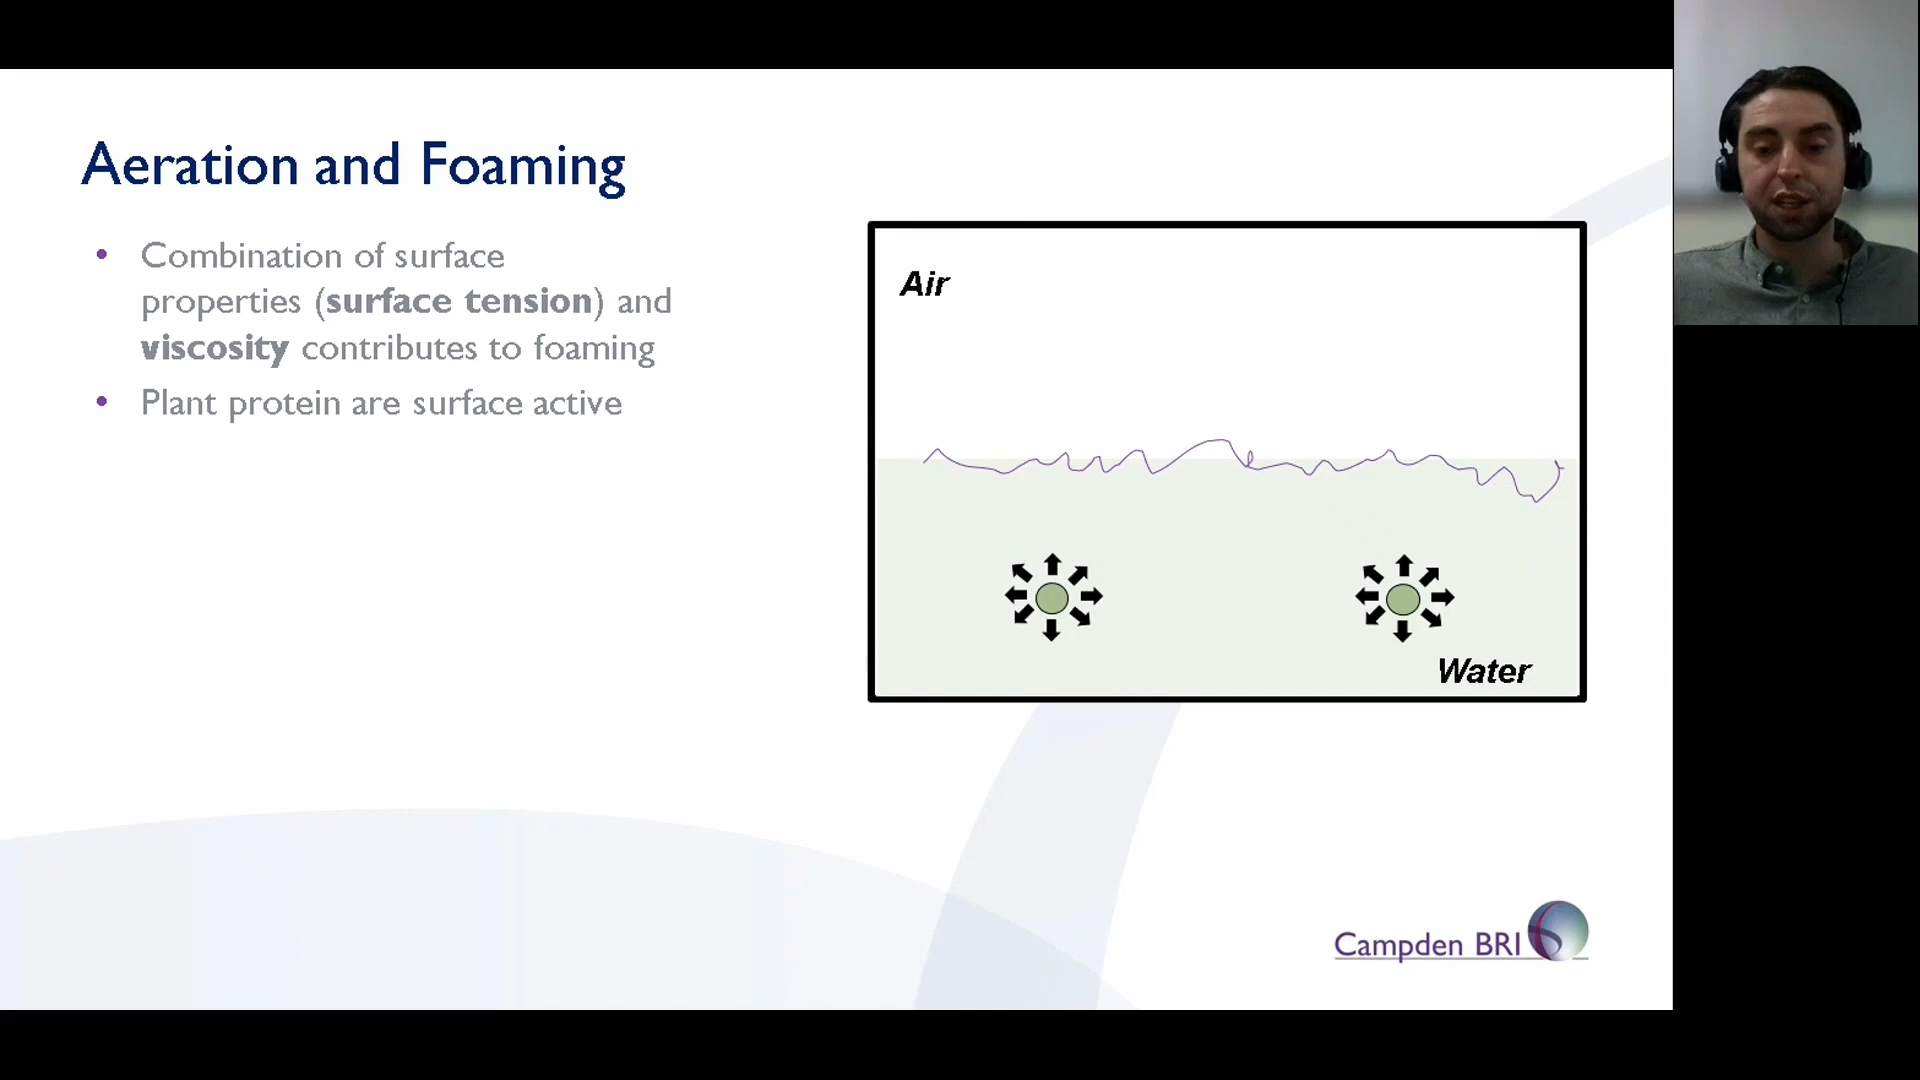 Aeration and Foaming
• Combination of surface
properties (surface tension) and
viscosity contributes to foaming
• Plant protein are surface active
Air
Water
Campden BRI